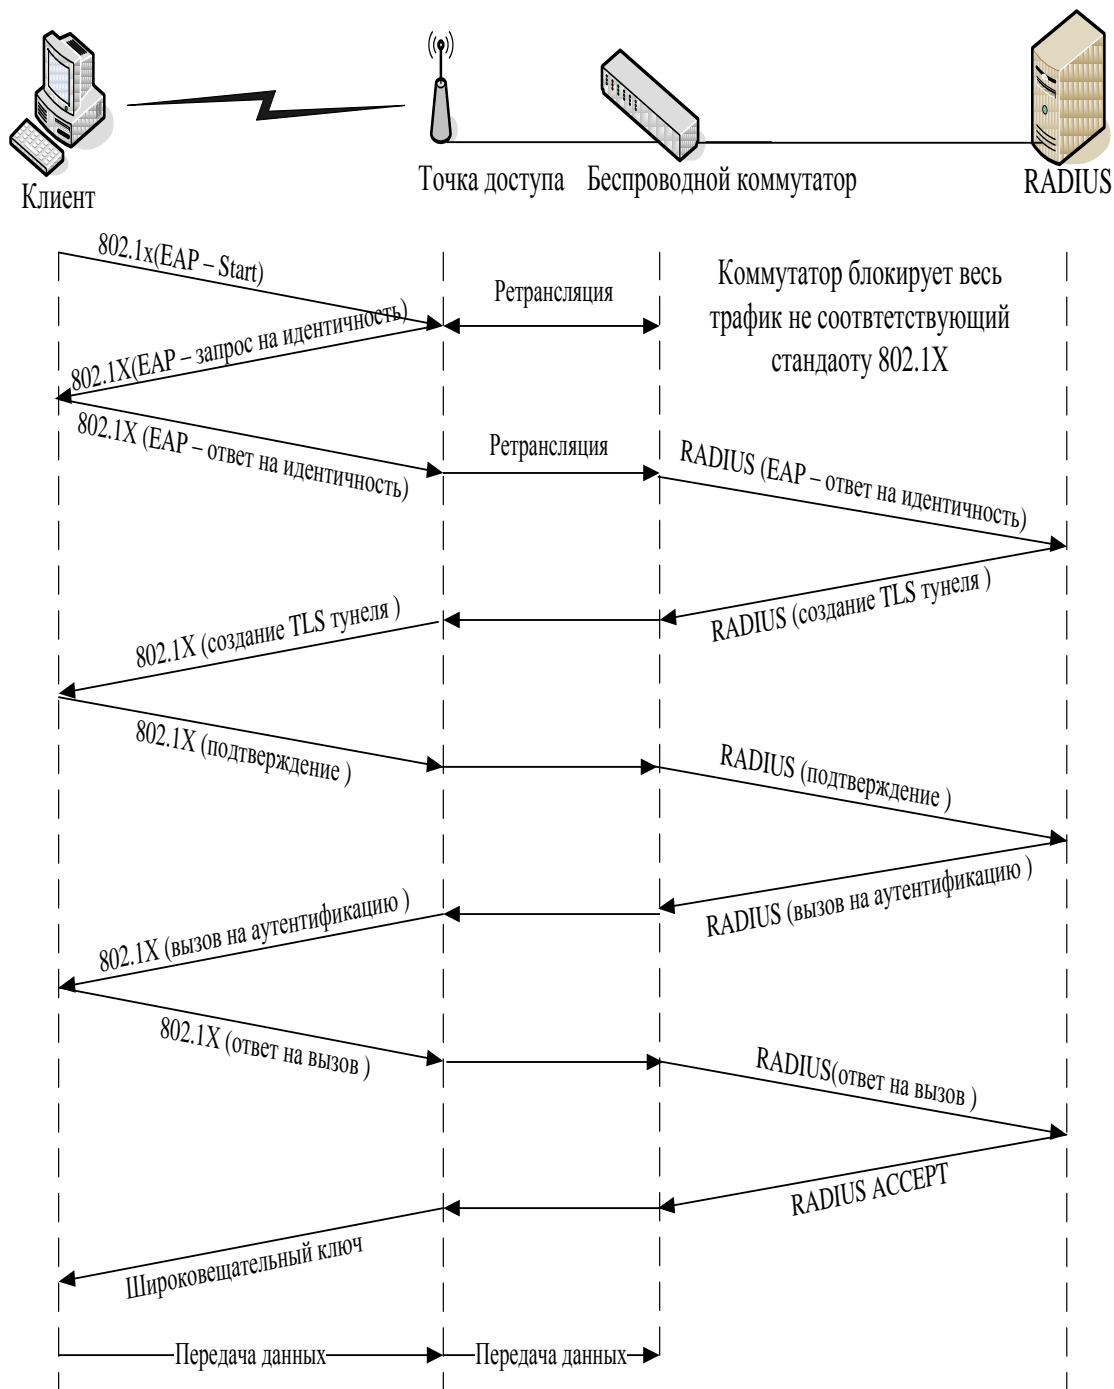 Клиент
Точка доступа
Беспроводной коммутатор
RADIUS
802.1x(EAP – Start)
Ретрансляция
Коммутатор блокирует весь
трафик не соотвтетствующий
стандаоту 802.1X
802.1X(EAP – запрос на идентичность)
802.1X (EAP – ответ на идентичность)
Ретрансляция
RADIUS (EAP – ответ на идентичность)
RADIUS (создание TLS тунеля )
802.1X (создание TLS тунеля )
802.1X (подтверждение )
RADIUS (подтверждение )
RADIUS (вызов на аутентификацию )
802.1X (вызов на аутентификацию )
802.1X (ответ на вызов )
RADIUS(ответ на вызов )
RADIUS ACCEPT
Широковещательный ключ
Передача данных
Передача данных